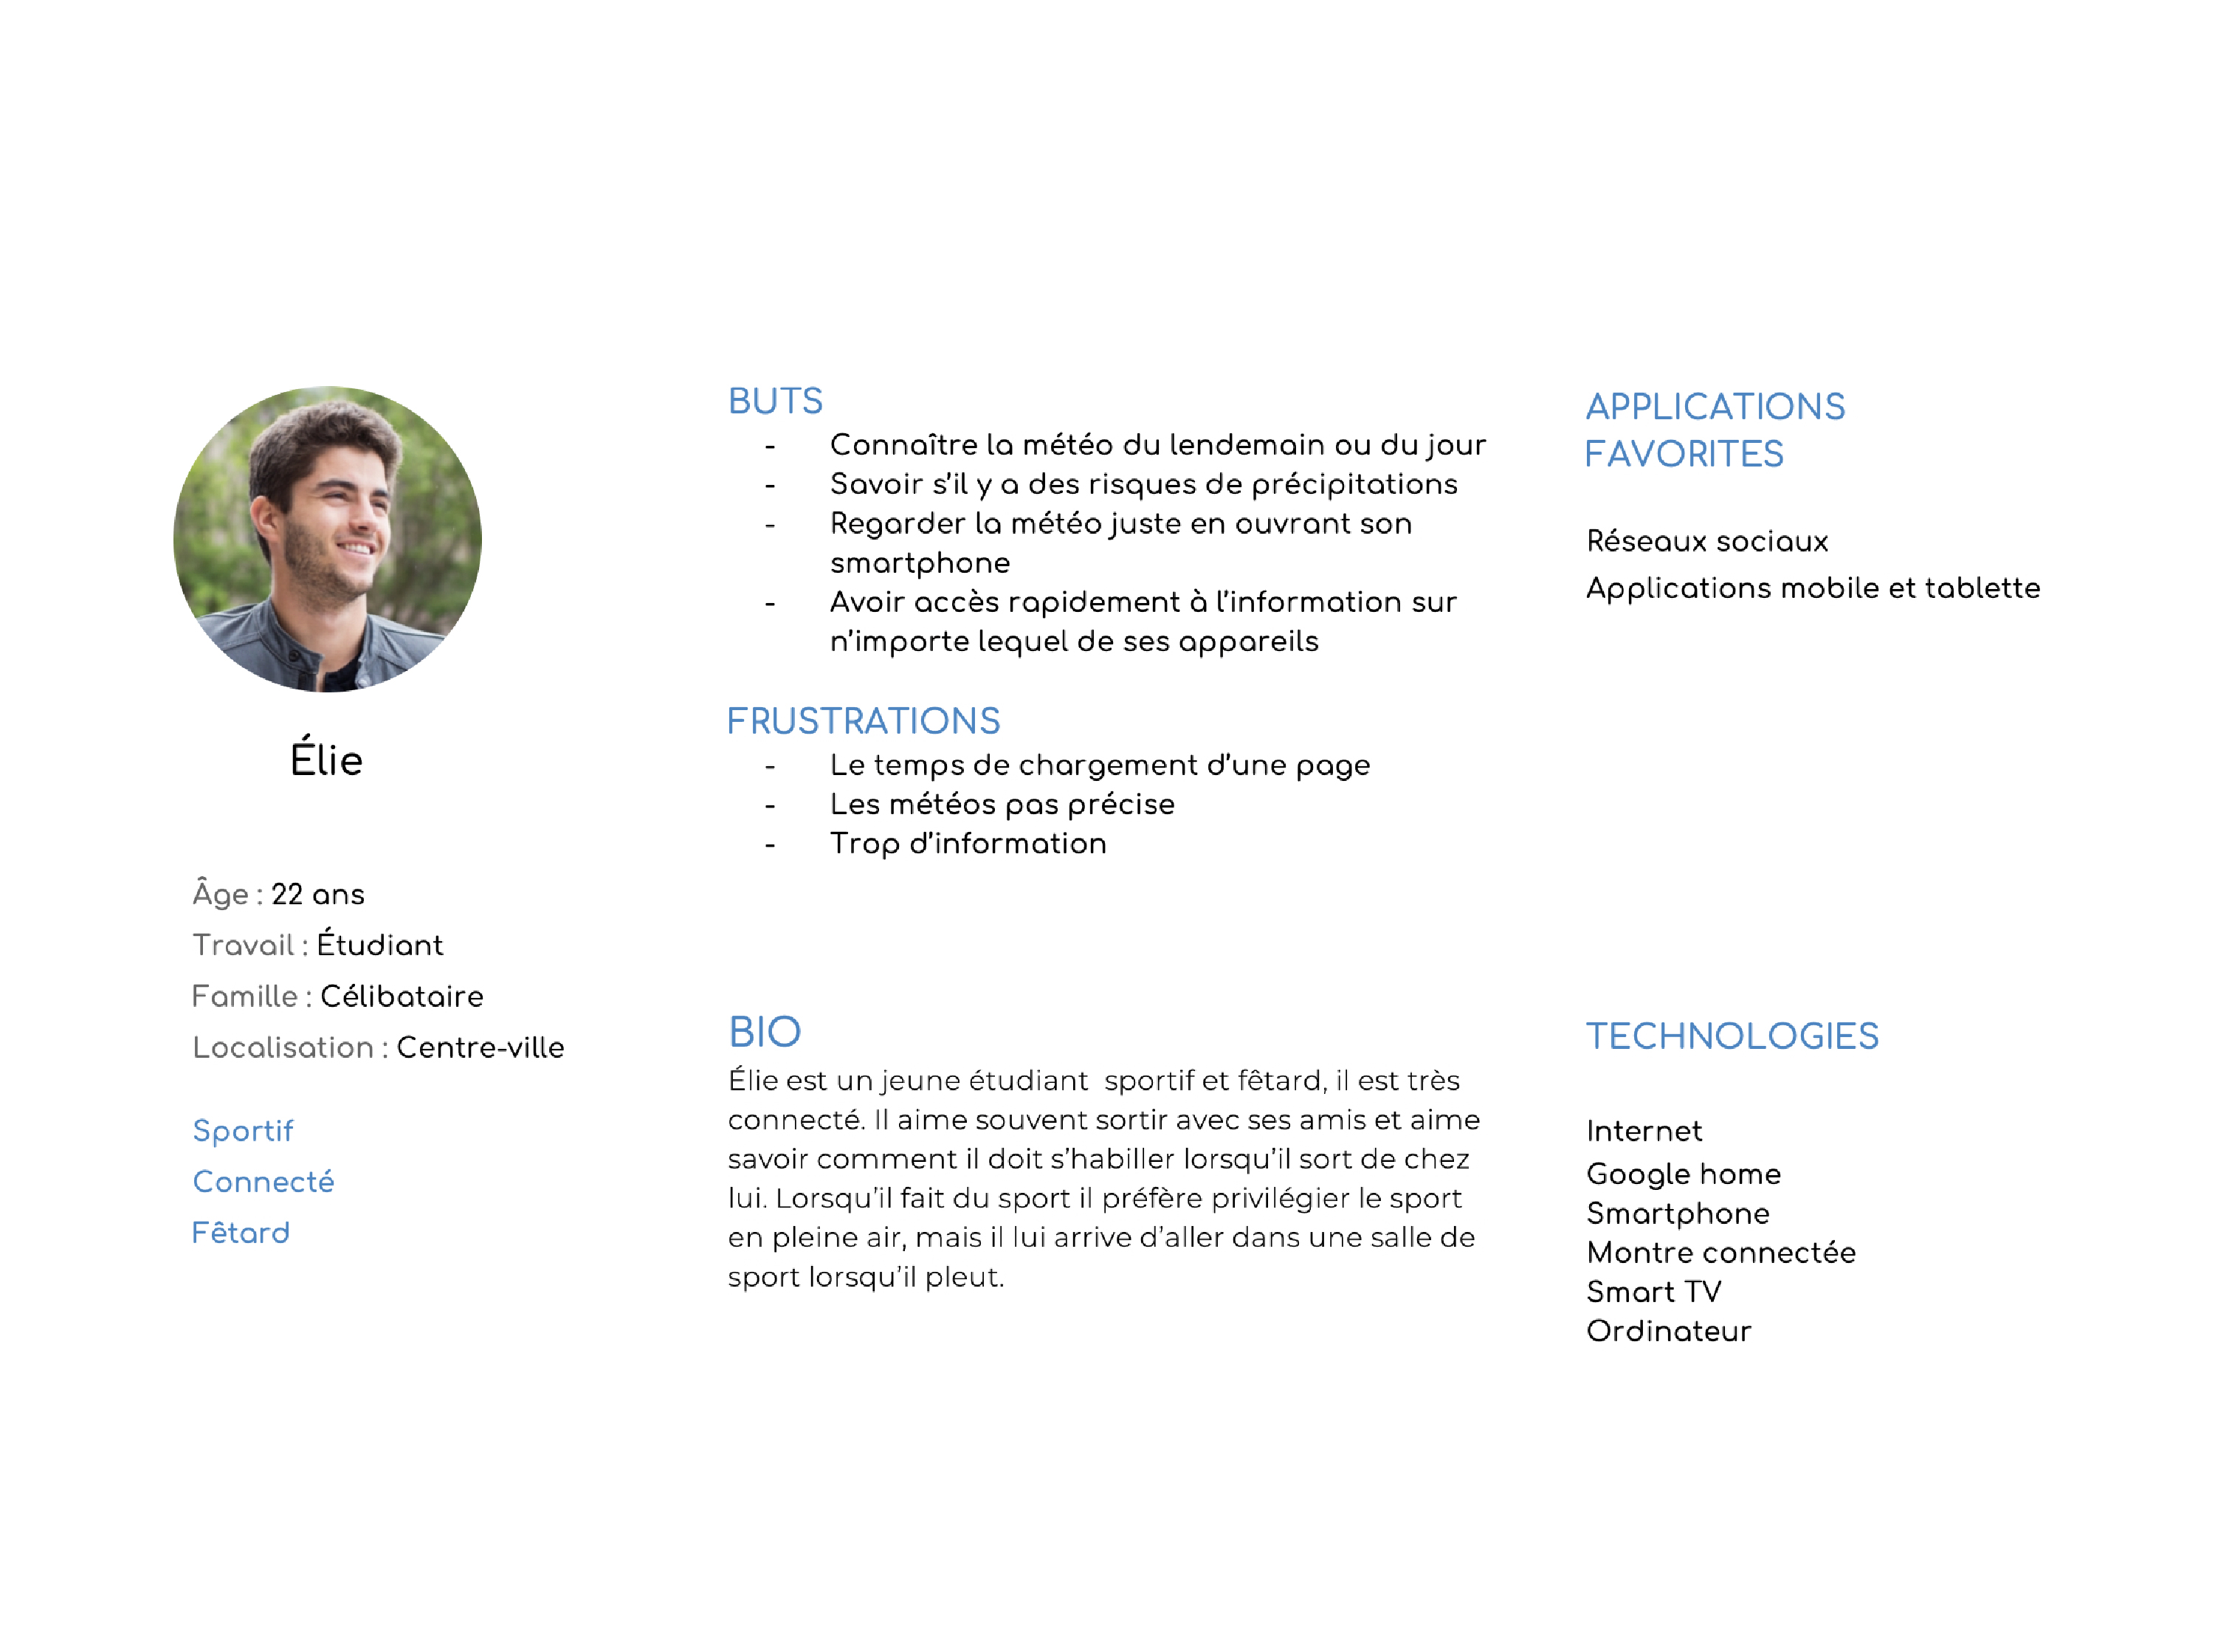 Élie
Âge : 22 ans
Travail : Étudiant
Famille : Célibataire
Localisation : Centre-ville
Sportif
Connecté
Fêtard
BUTS
- Connaître la météo du lendemain ou du jour
- Savoir s'il y a des risques de précipitations
- Regarder la météo juste en ouvrant son
smartphone
- Avoir accès rapidement à l'information sur
n'importe lequel de ses appareils
FRUSTRATIONS
- Le temps de chargement d'une page
- Les météos pas précise
- Trop d'information
BIO
Élie est un jeune étudiant  sportif et fêtard, il est très
connecté. Il aime souvent sortir avec ses amis et aime
savoir comment il doit s'habiller lorsqu'il sort de chez
lui. Lorsqu'il fait du sport il préfère privilégier le sport
en pleine air, mais il lui arrive d'aller dans une salle de
sport lorsqu'il pleut.
APPLICATIONS
FAVORITES
Réseaux sociaux
Applications mobile et tablette
TECHNOLOGIES
Internet
Google home
Smartphone
Montre connectée
Smart TV
Ordinateur